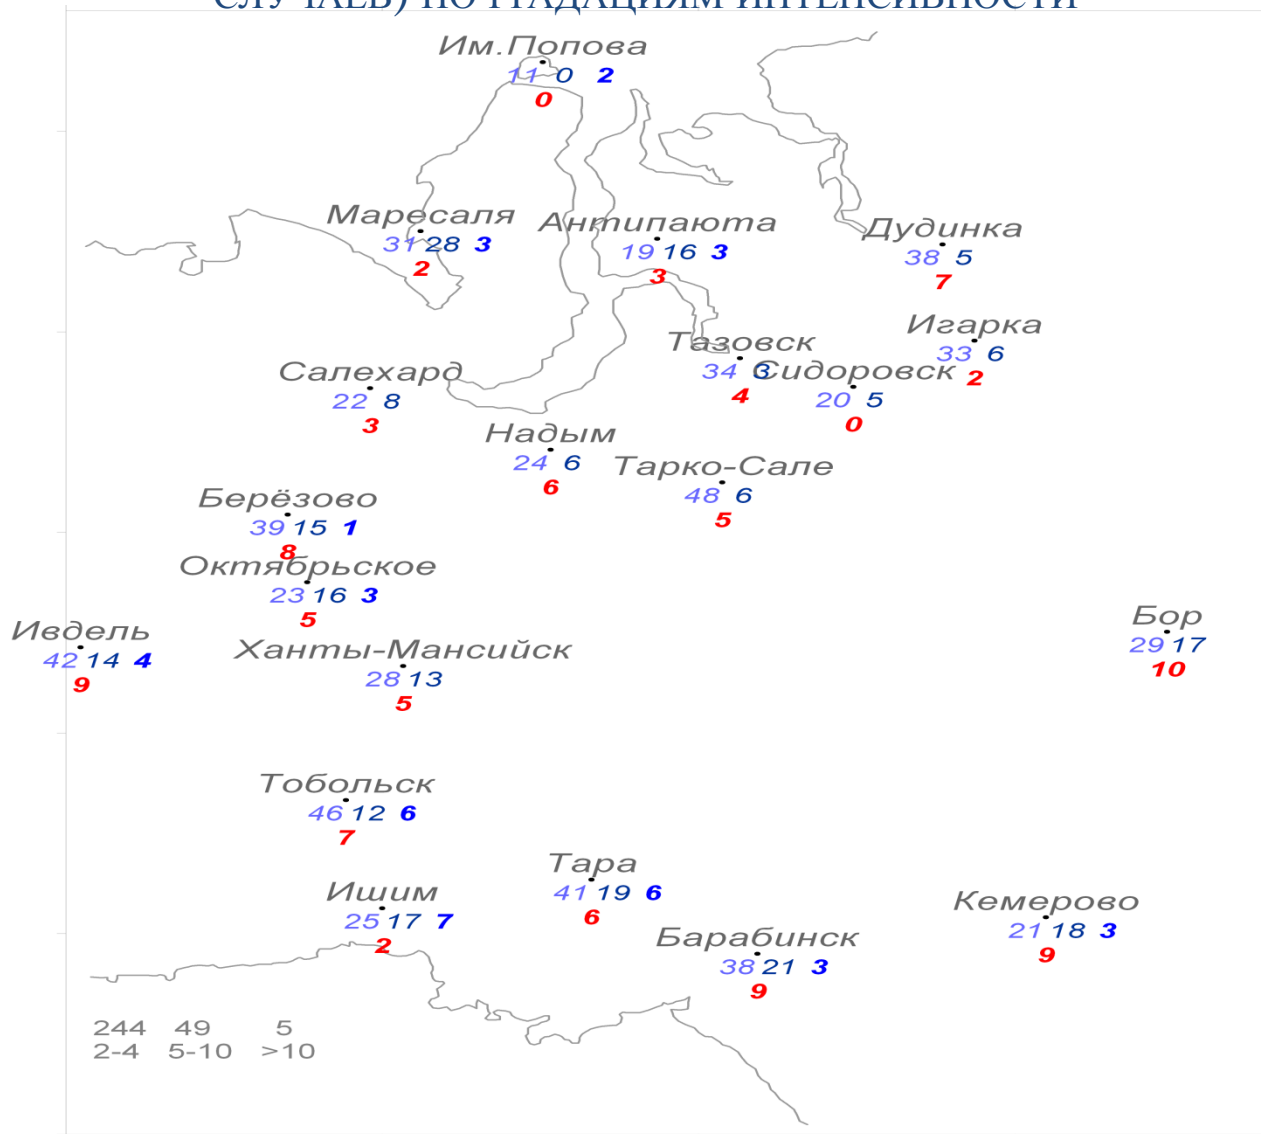 СЛУЧАЕВ) ПО ГРАДАЦИЯМ ИНТЕНСИВНОСТИ
Им.Попова
11 0 2
0
Маресаля
31 28 3
2
Антипаюта
19 16 3
3
Дудинка
38 5
7
Игарка
33 6
2
Тазовск
34 3
4
Сидоровск
20 5
0
Салехард
22 8
3
Надым
24 6
6
Тарко-Сале
48 6
5
Берёзово
39 15 1
8
Октябрьское
23 16 3
5
Ивдель
42 14 4
9
Ханты-Мансийск
28 13
5
Бор
29 17
10
Тобольск
46 12 6
7
Тара
41 19 6
6
Ишим
25 17 7
2
Барабинск
38 21 3
9
Кемерово
21 18 3
9
244 49 5
2-4 5-10 >10